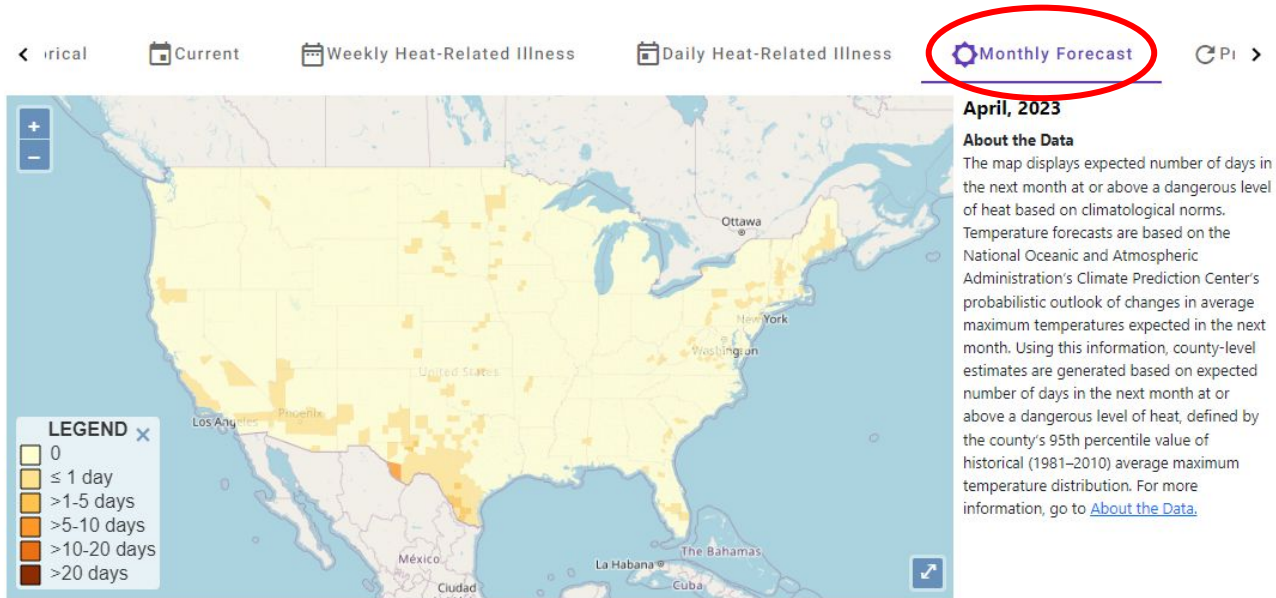 orical
Current
Weekly Heat-Related Illness
Daily Heat-Related Illness
Monthly Forecast
April, 2023
About the Data
The map displays expected number of days in
the next month at or above a dangerous level
of heat based on climatological norms.
Temperature forecasts are based on the
National Oceanic and Atmospheric
Administration's Climate Prediction Center's
probabilistic outlook of changes in average
maximum temperatures expected in the next
month. Using this information, county-level
estimates are generated based on expected
number of days in the next month at or
above a dangerous level of heat, defined by
the county's 95th percentile value of
historical (1981–2010) average maximum
temperature distribution. For more
information, go to About the Data.
+
−
Ottawa
New York
Washington
United States
Phoenix
Los Angeles
México
Ciudad
La Habana
The Bahamas
Cuba
LEGEND ×
0
≤ 1 day
>1-5 days
>5-10 days
>10-20 days
>20 days